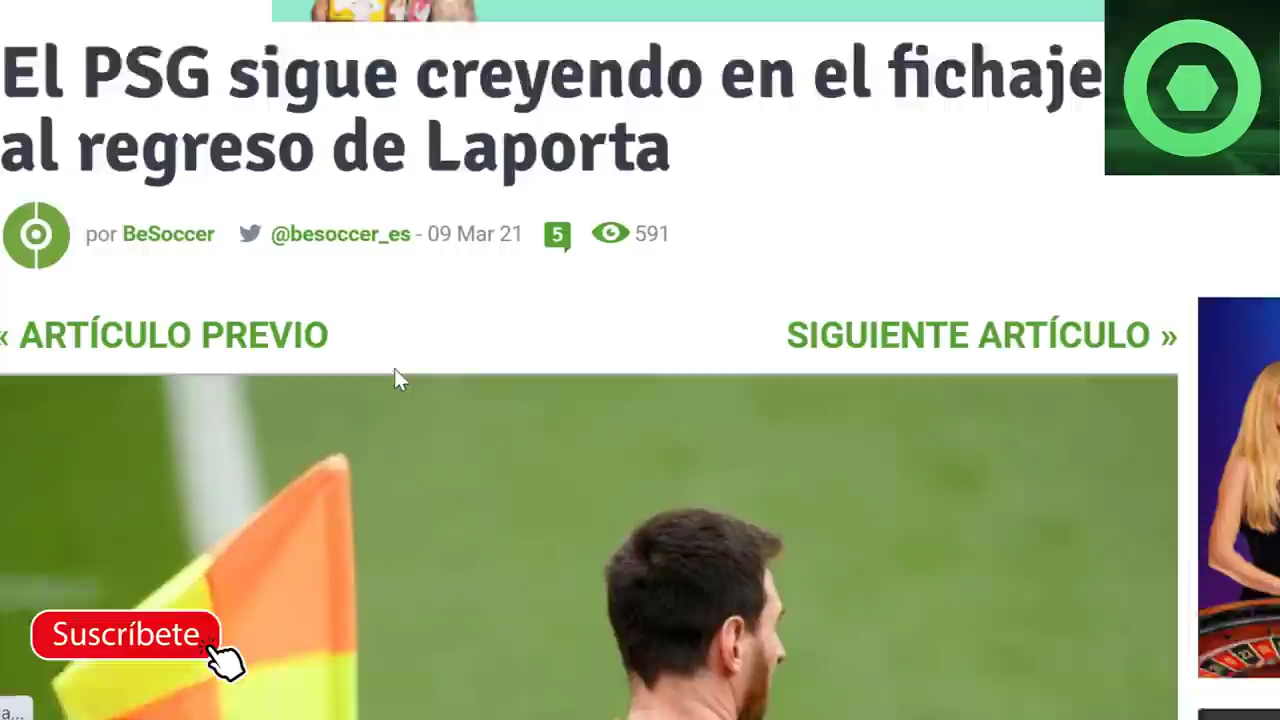 El PSG sigue creyendo en el fichaje
al regreso de Laporta
por BeSoccer @besoccer_es - 09 Mar 21 5 591
« ARTÍCULO PREVIO SIGUIENTE ARTÍCULO »
Suscríbete
a...